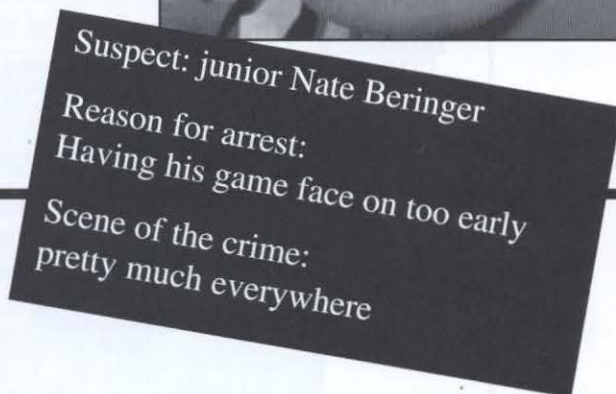 Suspect: junior Nate Beringer
Reason for arrest:
Having his game face on too early
Scene of the crime:
pretty much everywhere